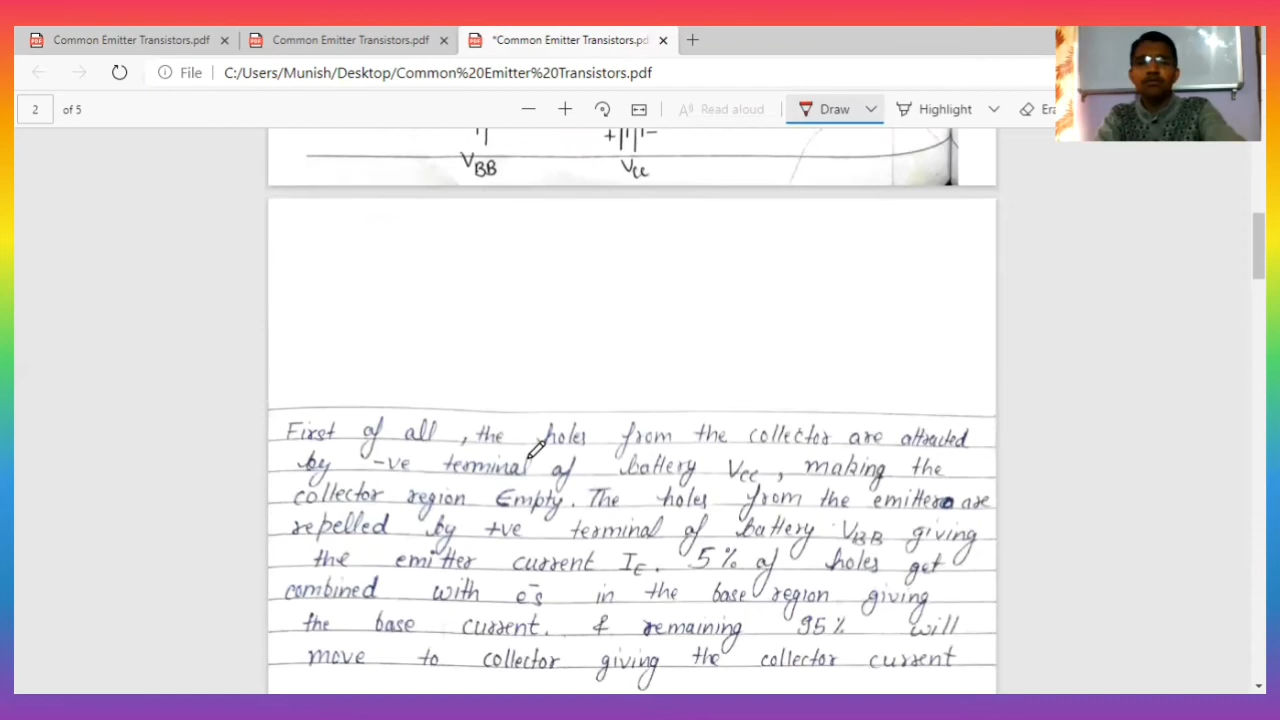 Common Emitter Transistors.pdf
Common Emitter Transistors.pdf
*Common Emitter Transistors.pd
File
C:/Users/Munish/Desktop/Common%20Emitter%20Transistors.pdf
2 of 5
Read aloud
Draw
Highlight
Era
+ −
VBB
Vcc
First of all , the holes from the collector are attracted
by -ve terminal of battery Vcc , making the
collector region Empty. The holes from the emitter are
repelled by +ve terminal of battery VBB giving
the emitter current IE. 5% of holes get
combined with ēs in the base region giving
the base current. & remaining 95% will
move to collector giving the collector current